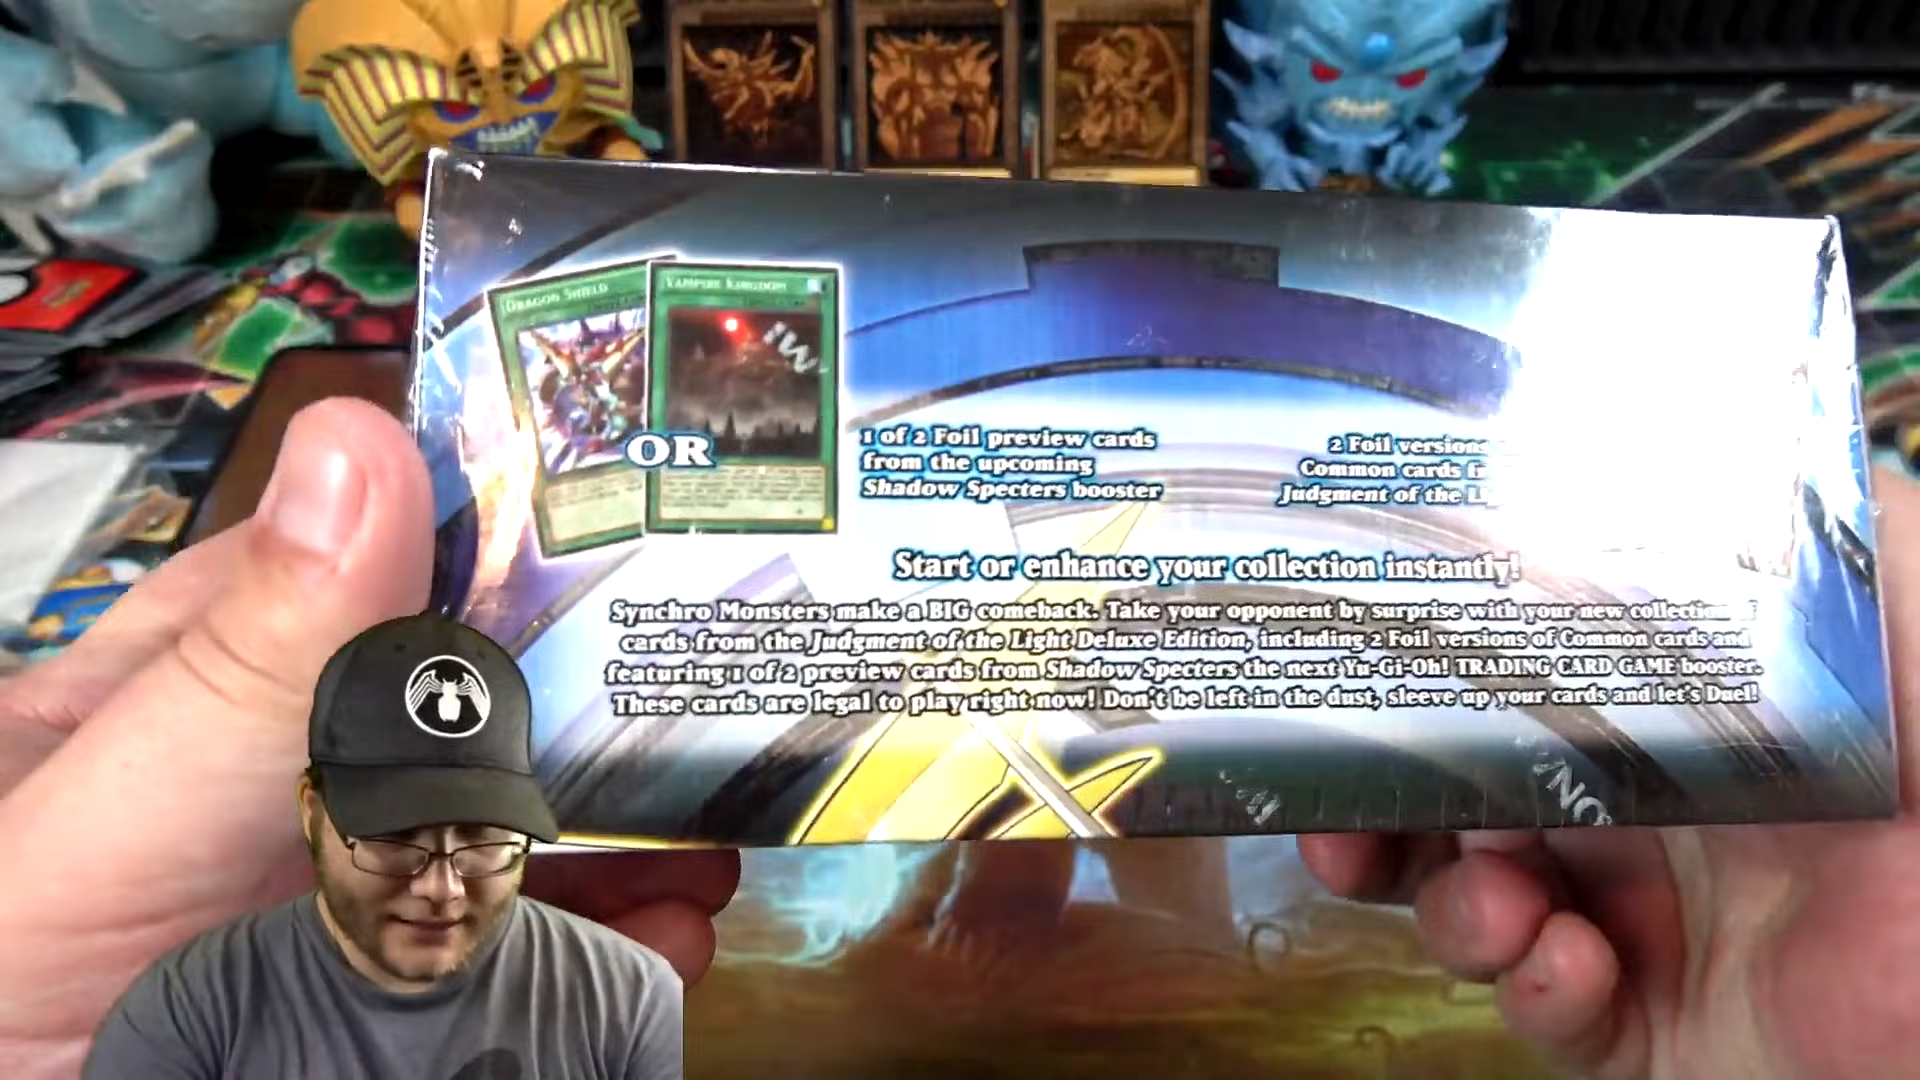 DRAGON SHIELD
VAMPIRE KINGDOM
OR
1 of 2 Foil preview cards
from the upcoming
Shadow Specters booster
2 Foil versions
Common cards
Judgment of the
Start or enhance your collection instantly!
Synchro Monsters make a BIG comeback. Take your opponent by surprise with your new collection
cards from the Judgment of the Light Deluxe Edition, including 2 Foil versions of Common cards and
featuring 1 of 2 preview cards from Shadow Specters the next Yu-Gi-Oh! TRADING CARD GAME booster.
These cards are legal to play right now! Don't be left in the dust, sleeve up your cards and let's Duel!